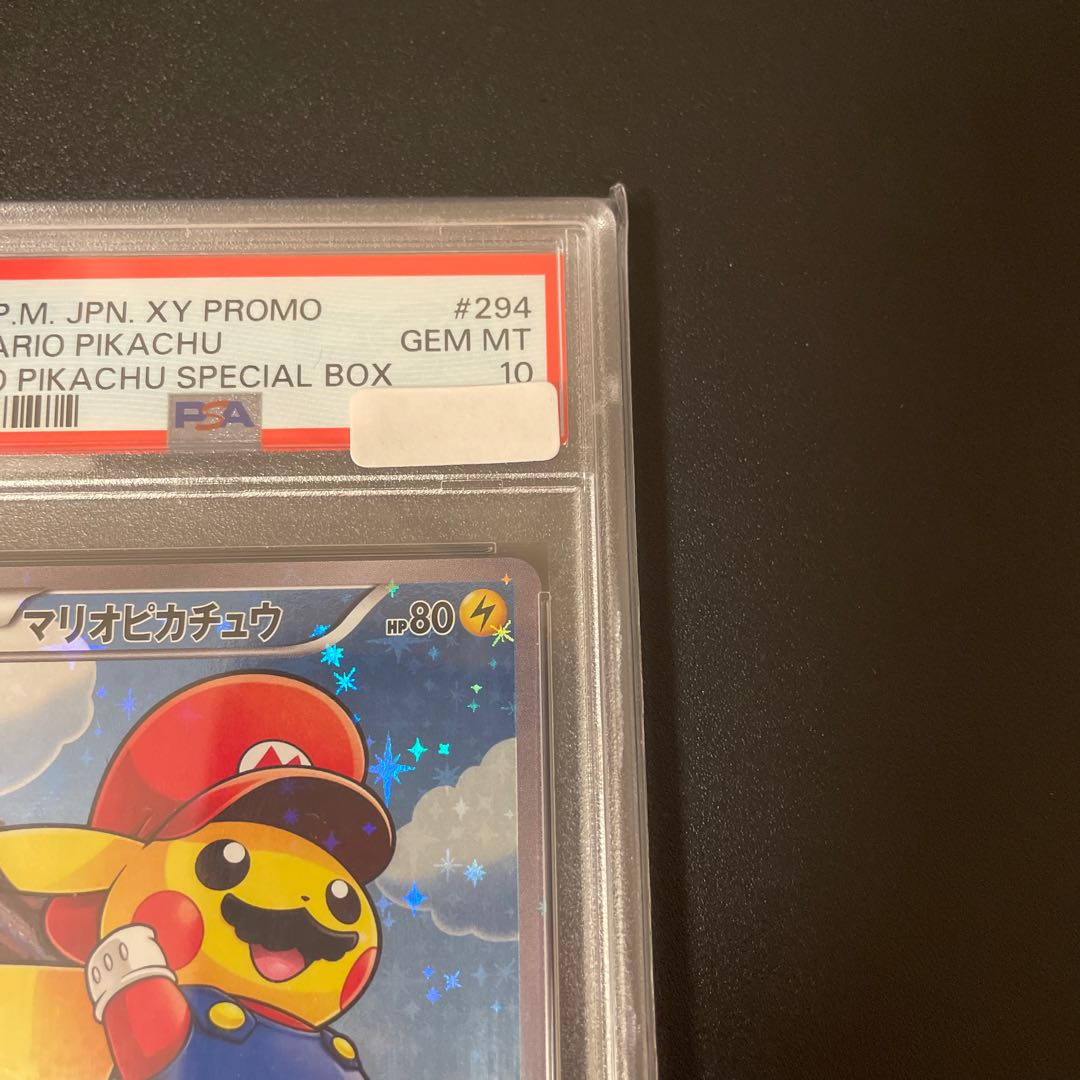 P.M. JPN. XY PROMO #294
ARIO PIKACHU GEM MT
O PIKACHU SPECIAL BOX 10
PSA
マリオピカチュウ HP80
M